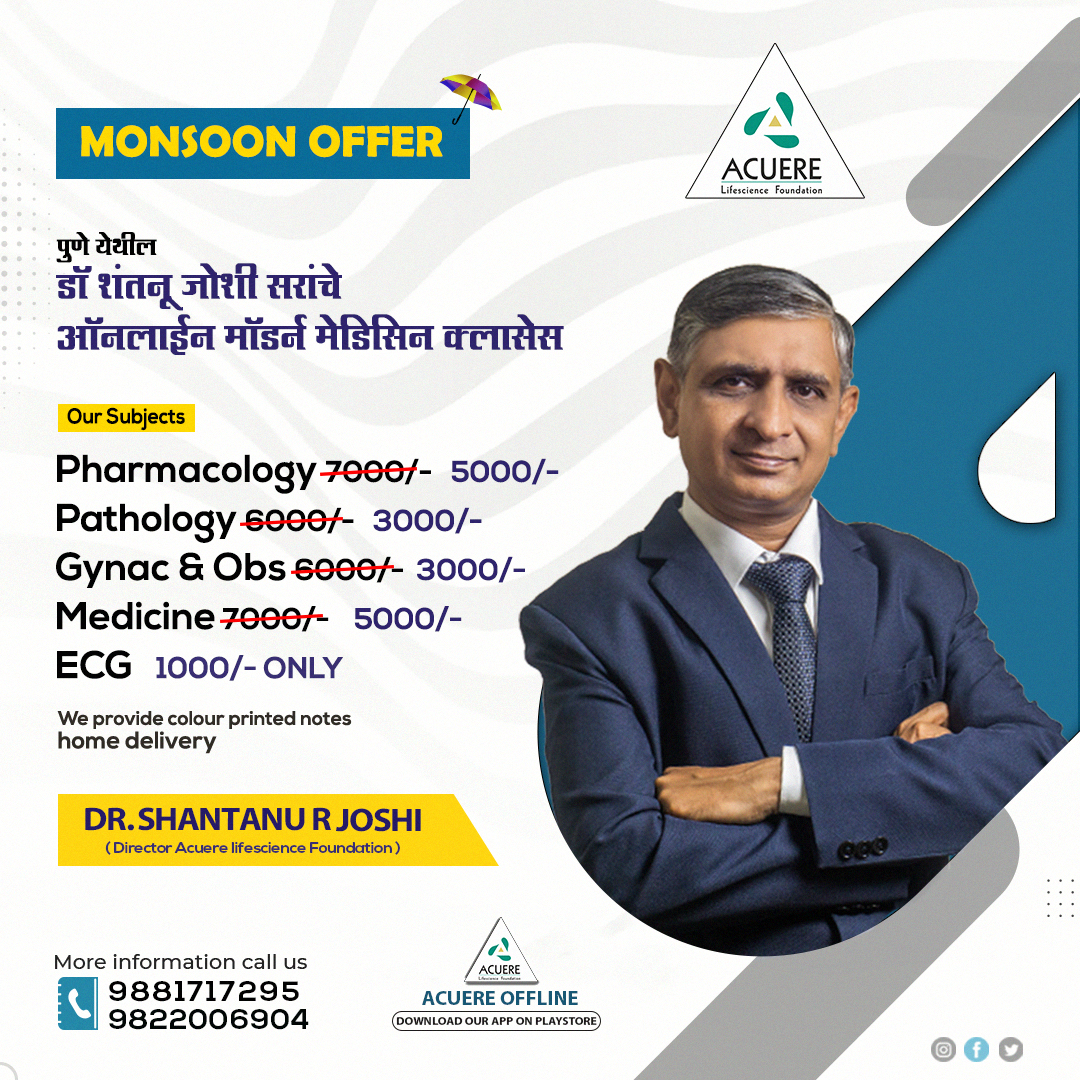 MONSOON OFFER
ACUERE
Lifescience Foundation
पुणे येथील
डॉ शंतनू जोशी सरांचे
ऑनलाईन मॉडर्न मेडिसिन क्लासेस
Our Subjects
Pharmacology 7000/- 5000/-
Pathology 6000/- 3000/-
Gynac & Obs 6000/- 3000/-
Medicine 7000/- 5000/-
ECG 1000/- ONLY
We provide colour printed notes
home delivery
DR. SHANTANU R JOSHI
( Director Acuere lifescience Foundation )
More information call us
9881717295
9822006904
ACUERE
Lifescience Foundation
ACUERE OFFLINE
DOWNLOAD OUR APP ON PLAYSTORE